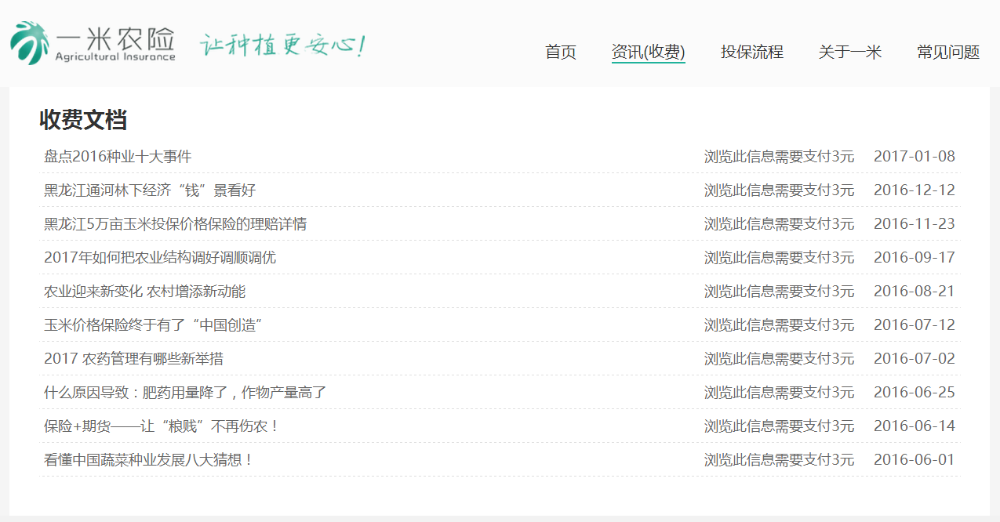 一米农险
Agricultural Insurance
让种植更安心!
首页 资讯(收费) 投保流程 关于一米 常见问题
收费文档
盘点2016种业十大事件 浏览此信息需要支付3元 2017-01-08
黑龙江通河林下经济“钱”景看好 浏览此信息需要支付3元 2016-12-12
黑龙江5万亩玉米投保价格保险的理赔详情 浏览此信息需要支付3元 2016-11-23
2017年如何把农业结构调好调顺调优 浏览此信息需要支付3元 2016-09-17
农业迎来新变化 农村增添新动能 浏览此信息需要支付3元 2016-08-21
玉米价格保险终于有了“中国创造” 浏览此信息需要支付3元 2016-07-12
2017 农药管理有哪些新举措 浏览此信息需要支付3元 2016-07-02
什么原因导致：肥药用量降了，作物产量高了 浏览此信息需要支付3元 2016-06-25
保险+期货——让“粮贱”不再伤农！ 浏览此信息需要支付3元 2016-06-14
看懂中国蔬菜种业发展八大猜想！ 浏览此信息需要支付3元 2016-06-01